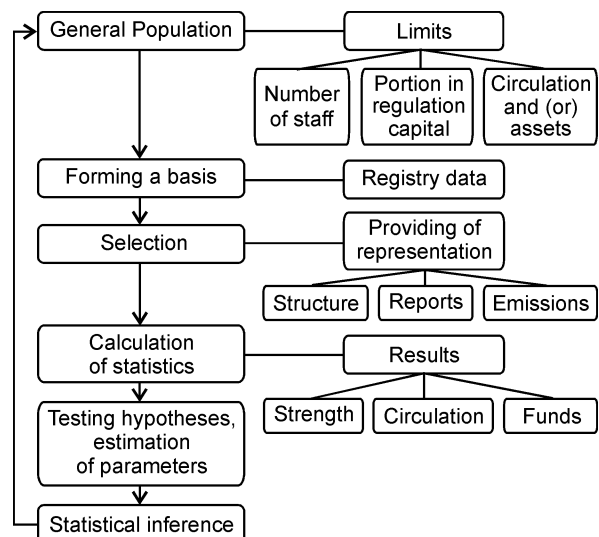 General Population
Limits
Number
of staff
Portion in
regulation
capital
Circulation
and (or)
assets
Forming a basis
Registry data
Selection
Providing of
representation
Structure
Reports
Emissions
Calculation
of statistics
Results
Strength
Circulation
Funds
Testing hypotheses,
estimation
of parameters
Statistical inference